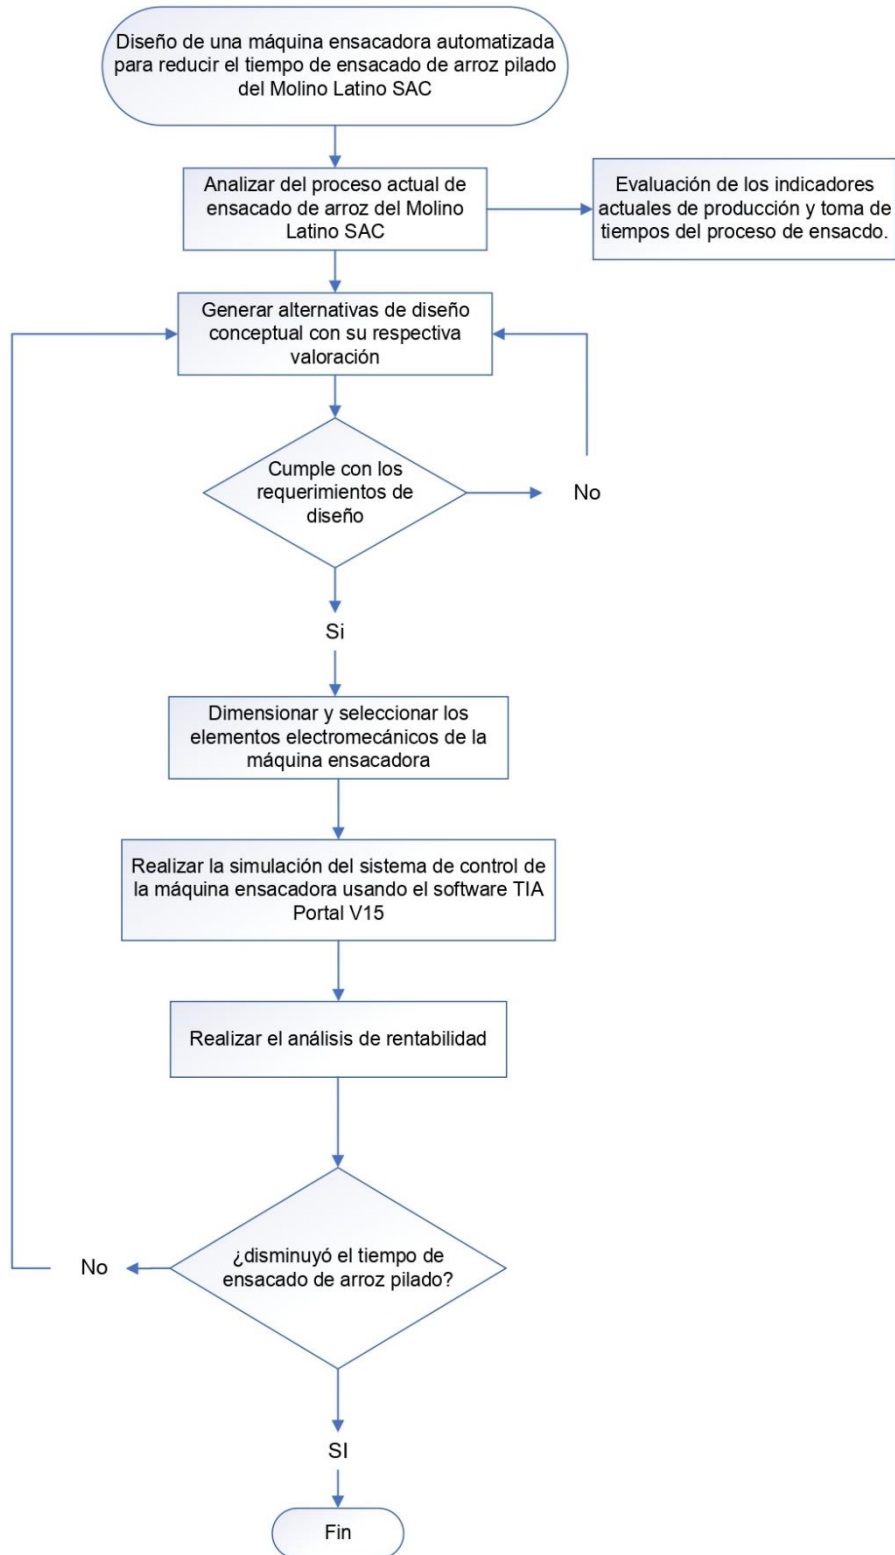 Diseño de una máquina ensacadora automatizada
para reducir el tiempo de ensacado de arroz pilado
del Molino Latino SAC
Analizar del proceso actual de
ensacado de arroz del Molino
Latino SAC
Evaluación de los indicadores
actuales de producción y toma de
tiempos del proceso de ensacdo.
Generar alternativas de diseño
conceptual con su respectiva
valoración
Cumple con los
requerimientos de
diseño
No
Si
Dimensionar y seleccionar los
elementos electromecánicos de la
máquina ensacadora
Realizar la simulación del sistema de control de
la máquina ensacadora usando el software TIA
Portal V15
Realizar el análisis de rentabilidad
¿disminuyó el tiempo de
ensacado de arroz pilado?
No
SI
Fin